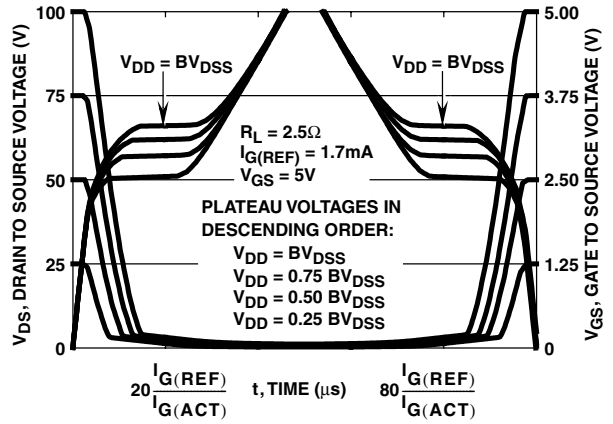 V_DS, DRAIN TO SOURCE VOLTAGE (V)
100
75
50
25
0
V_DD = BV_DSS
V_DD = BV_DSS
R_L = 2.5Ω
I_G(REF) = 1.7mA
V_GS = 5V
PLATEAU VOLTAGES IN
DESCENDING ORDER:
V_DD = BV_DSS
V_DD = 0.75 BV_DSS
V_DD = 0.50 BV_DSS
V_DD = 0.25 BV_DSS
5.00
3.75
2.50
1.25
0
V_GS, GATE TO SOURCE VOLTAGE (V)
20 I_G(REF)/I_G(ACT)
t, TIME (μs)
80 I_G(REF)/I_G(ACT)